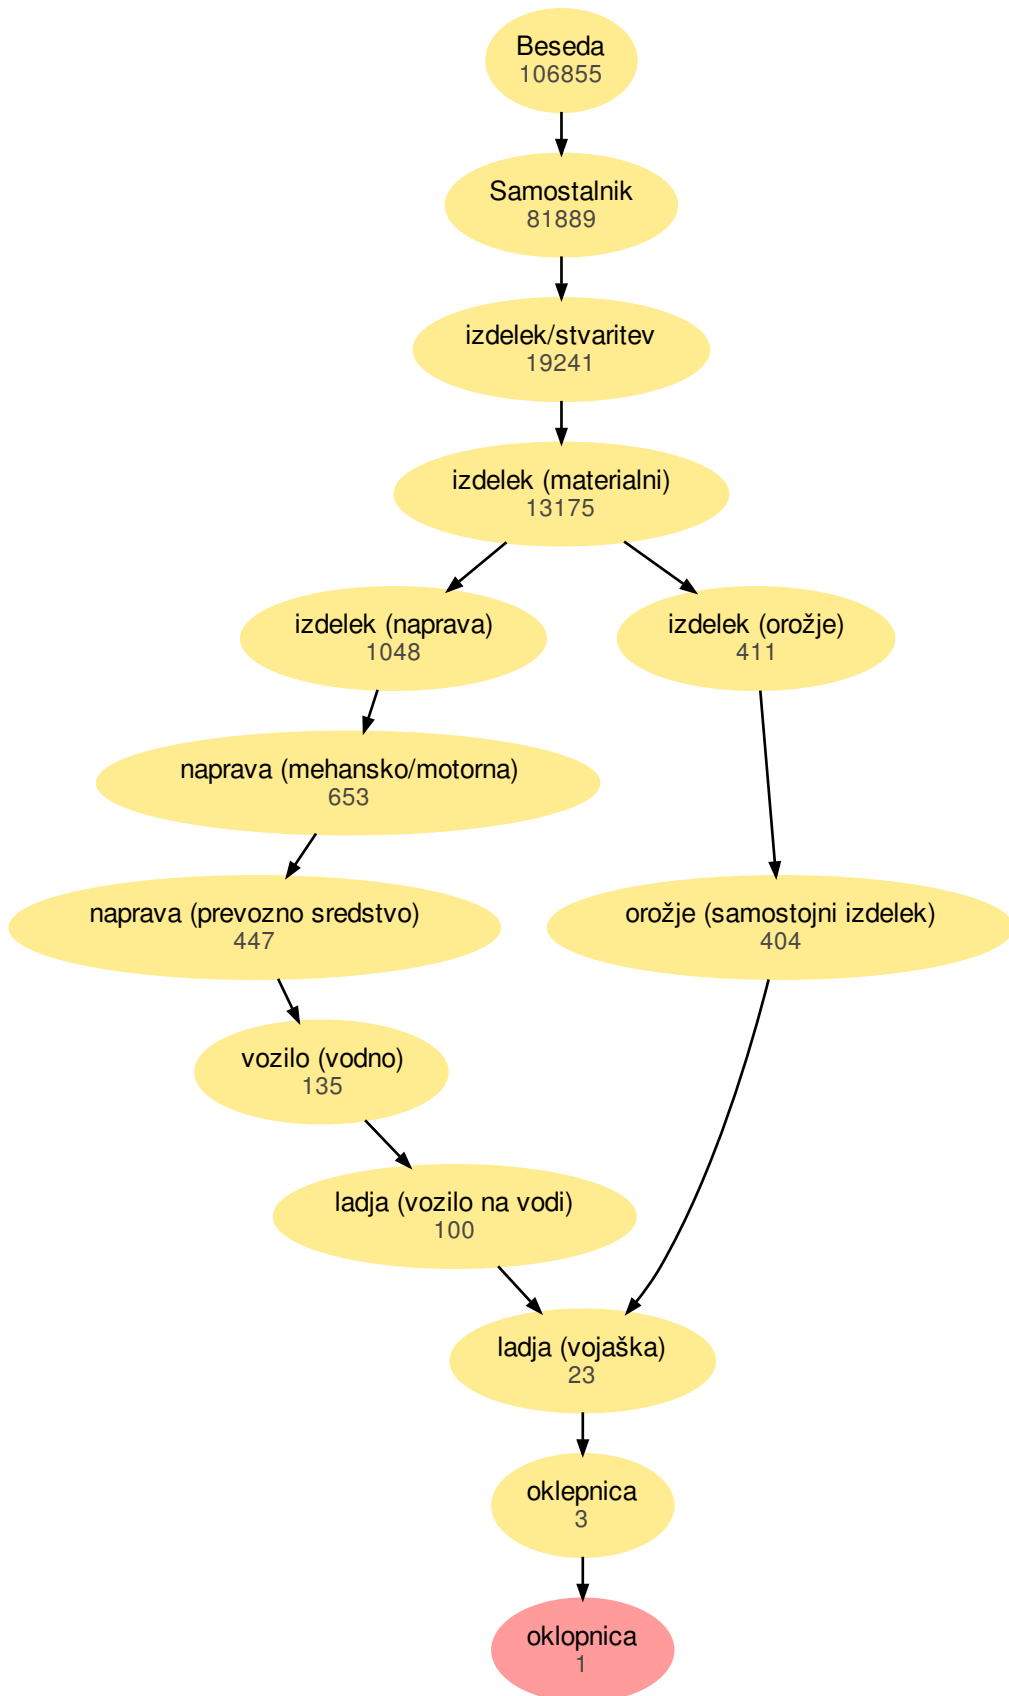 Beseda
106855
Samostalnik
81889
izdelek/stvaritev
19241
izdelek (materialni)
13175
izdelek (naprava)
1048
izdelek (orožje)
411
naprava (mehansko/motorna)
653
naprava (prevozno sredstvo)
447
orožje (samostojni izdelek)
404
vozilo (vodno)
135
ladja (vozilo na vodi)
100
ladja (vojaška)
23
oklepnica
3
oklopnica
1